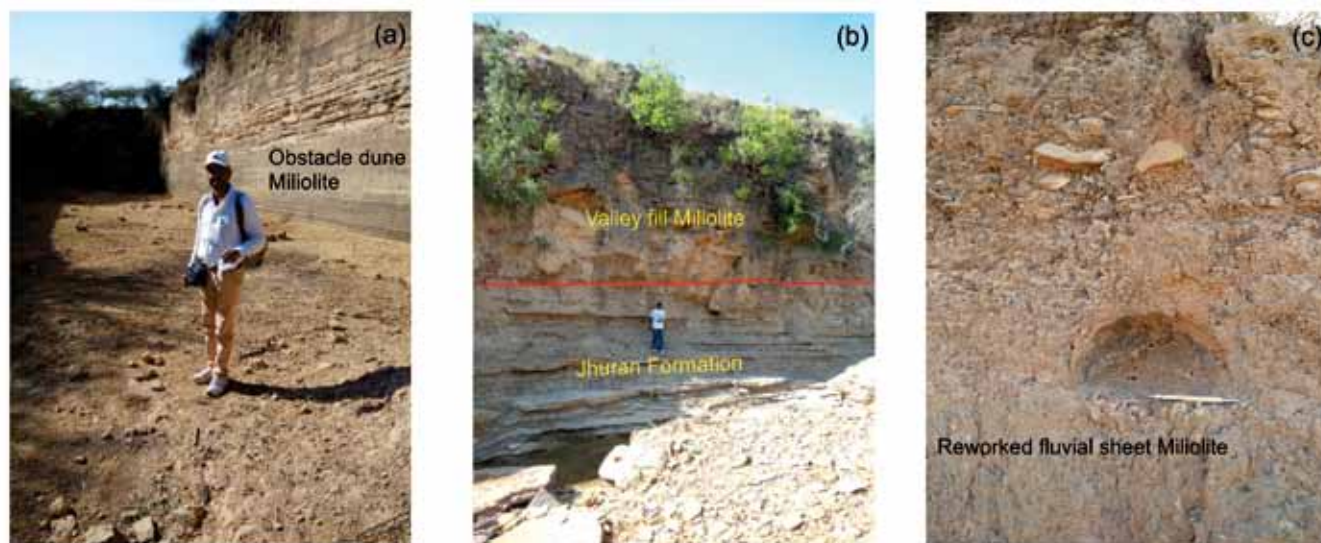 (a)
Obstacle dune
Miliolite
(b)
Valley fill Miliolite
Jhuran Formation
(c)
Reworked fluvial sheet Miliolite